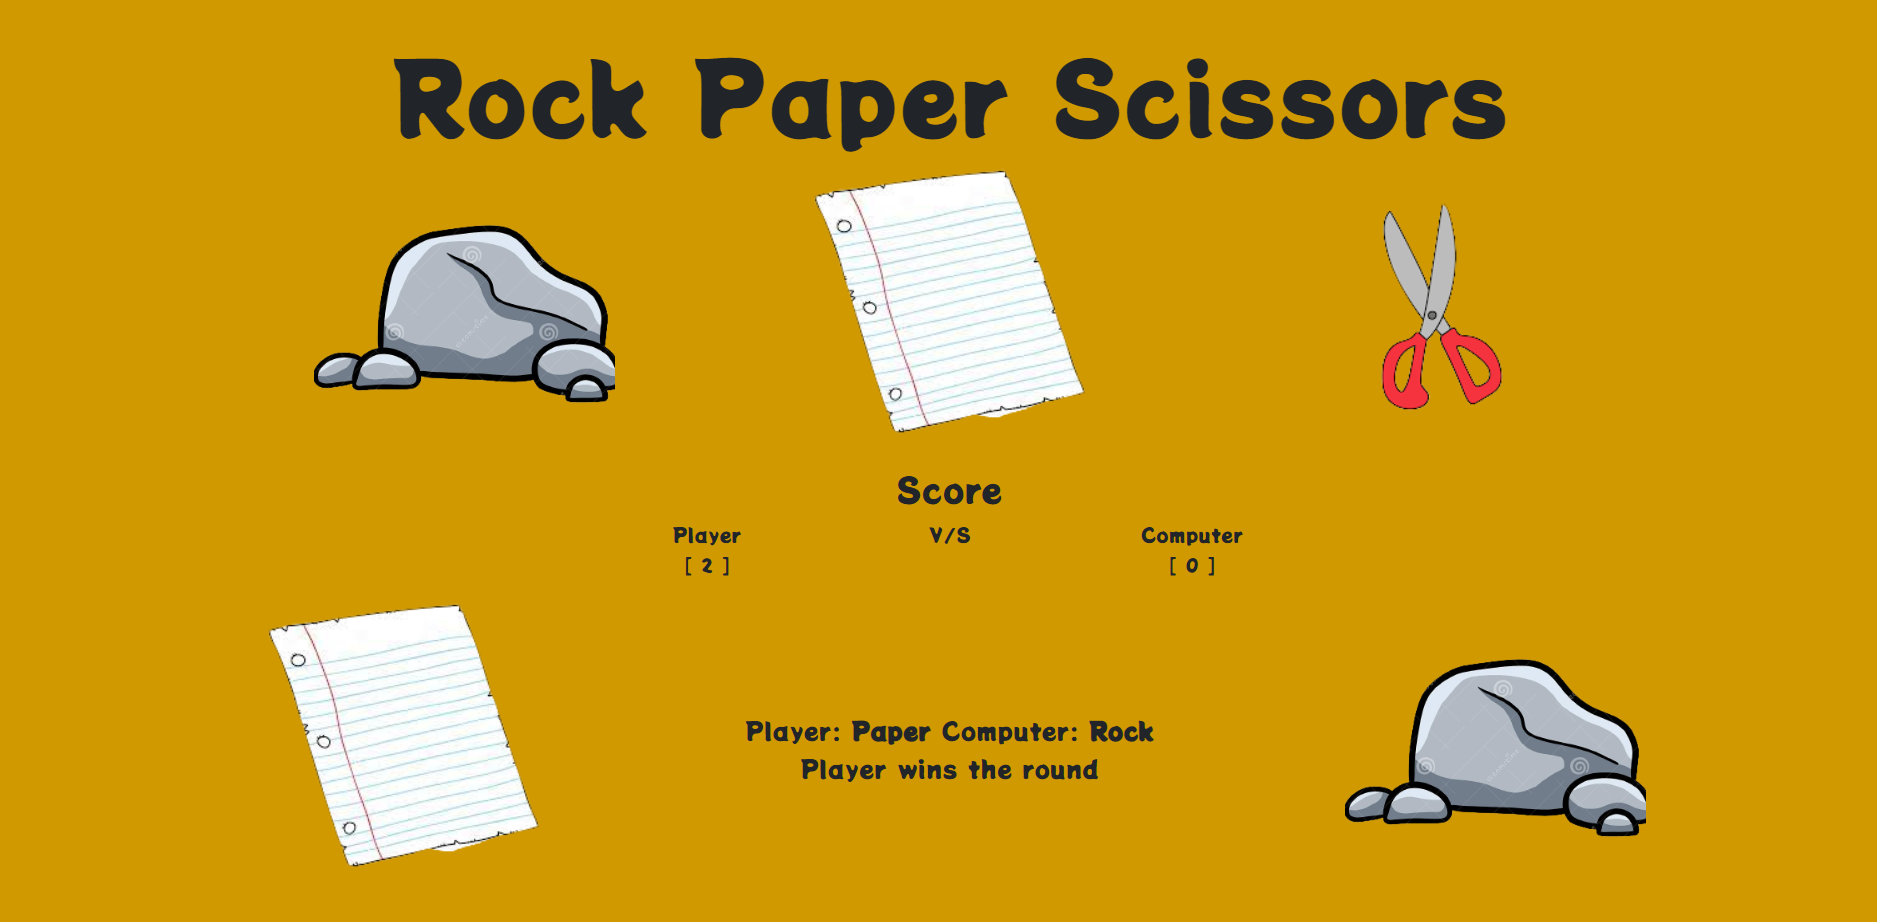 Rock Paper Scissors
Score
Player V/S Computer
[ 2 ] [ 0 ]
Player: Paper Computer: Rock
Player wins the round